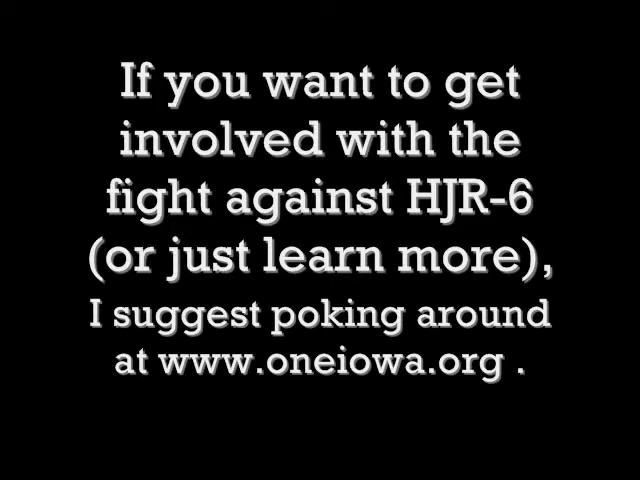 If you want to get
involved with the
fight against HJR-6
(or just learn more),
I suggest poking around
at www.oneiowa.org .